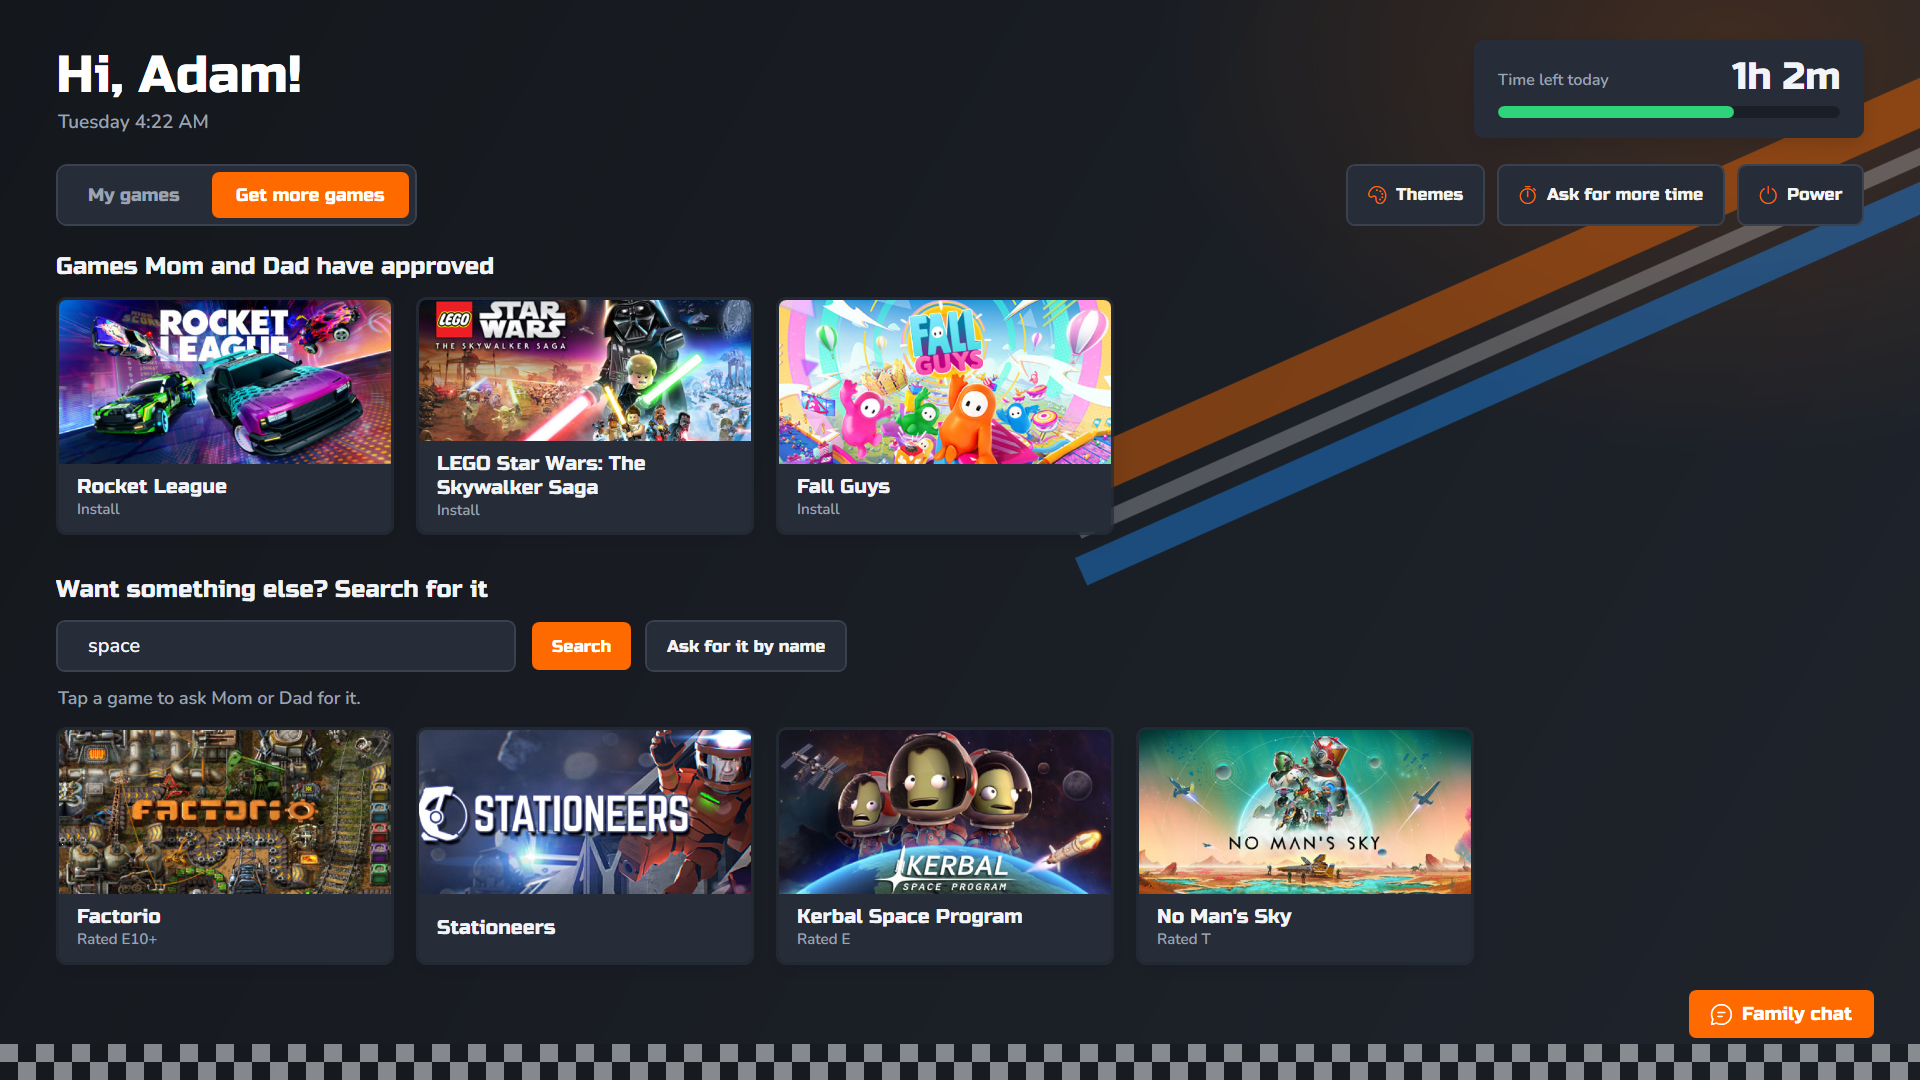 Hi, Adam!
Tuesday 4:22 AM
Time left today
1h 2m
My games
Get more games
Themes
Ask for more time
Power
Games Mom and Dad have approved
ROCKET
LEAGUE
Rocket League
Install
LEGO
STAR
WARS
THE SKYWALKER SAGA
LEGO Star Wars: The
Skywalker Saga
Install
FALL
GUYS
Fall Guys
Install
Want something else? Search for it
space
Search
Ask for it by name
Tap a game to ask Mom or Dad for it.
FACTORIO
Factorio
Rated E10+
STATIONEERS
Stationeers
KERBAL
SPACE PROGRAM
Kerbal Space Program
Rated E
NO MAN'S SKY
No Man's Sky
Rated T
Family chat